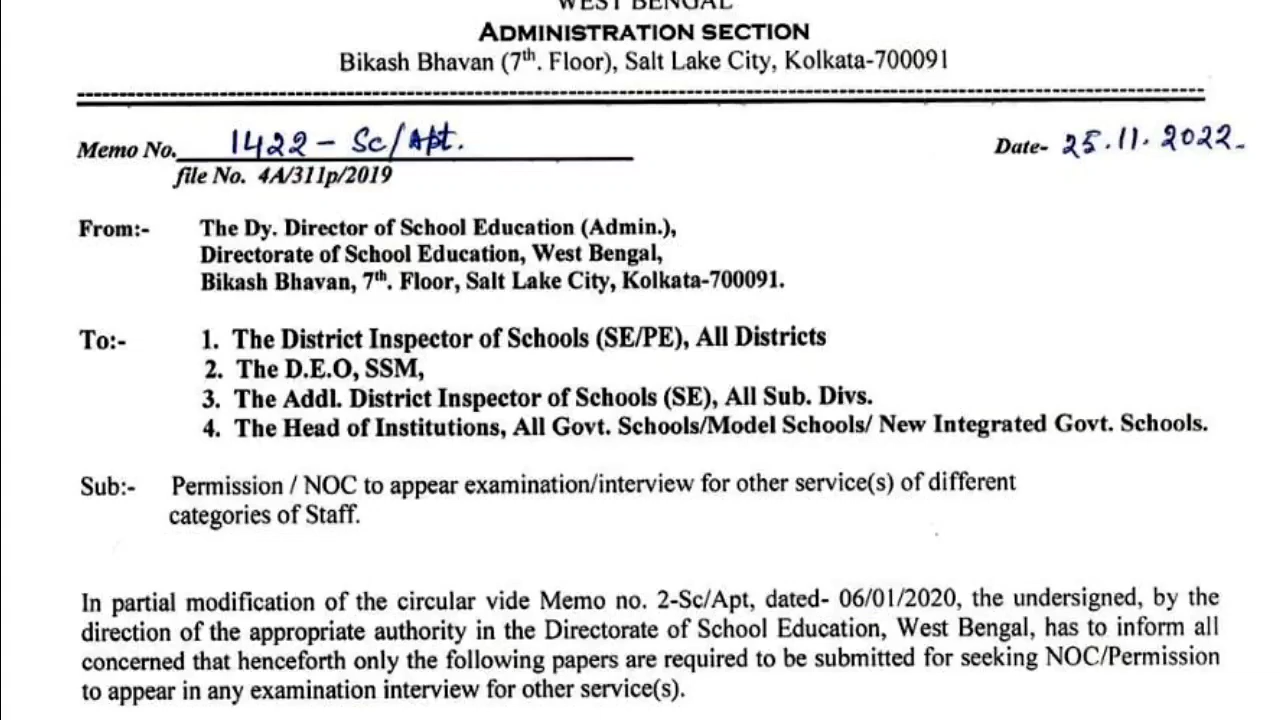 WEST BENGAL
ADMINISTRATION SECTION
Bikash Bhavan (7th. Floor), Salt Lake City, Kolkata-700091
Memo No. 1422 - Sc/Apt.
Date- 25.11.2022.
file No. 4A/311p/2019
From:- The Dy. Director of School Education (Admin.),
Directorate of School Education, West Bengal,
Bikash Bhavan, 7th. Floor, Salt Lake City, Kolkata-700091.
To:- 1. The District Inspector of Schools (SE/PE), All Districts
2. The D.E.O, SSM,
3. The Addl. District Inspector of Schools (SE), All Sub. Divs.
4. The Head of Institutions, All Govt. Schools/Model Schools/ New Integrated Govt. Schools.
Sub:- Permission / NOC to appear examination/interview for other service(s) of different
categories of Staff.
In partial modification of the circular vide Memo no. 2-Sc/Apt, dated- 06/01/2020, the undersigned, by the
direction of the appropriate authority in the Directorate of School Education, West Bengal, has to inform all
concerned that henceforth only the following papers are required to be submitted for seeking NOC/Permission
to appear in any examination interview for other service(s).